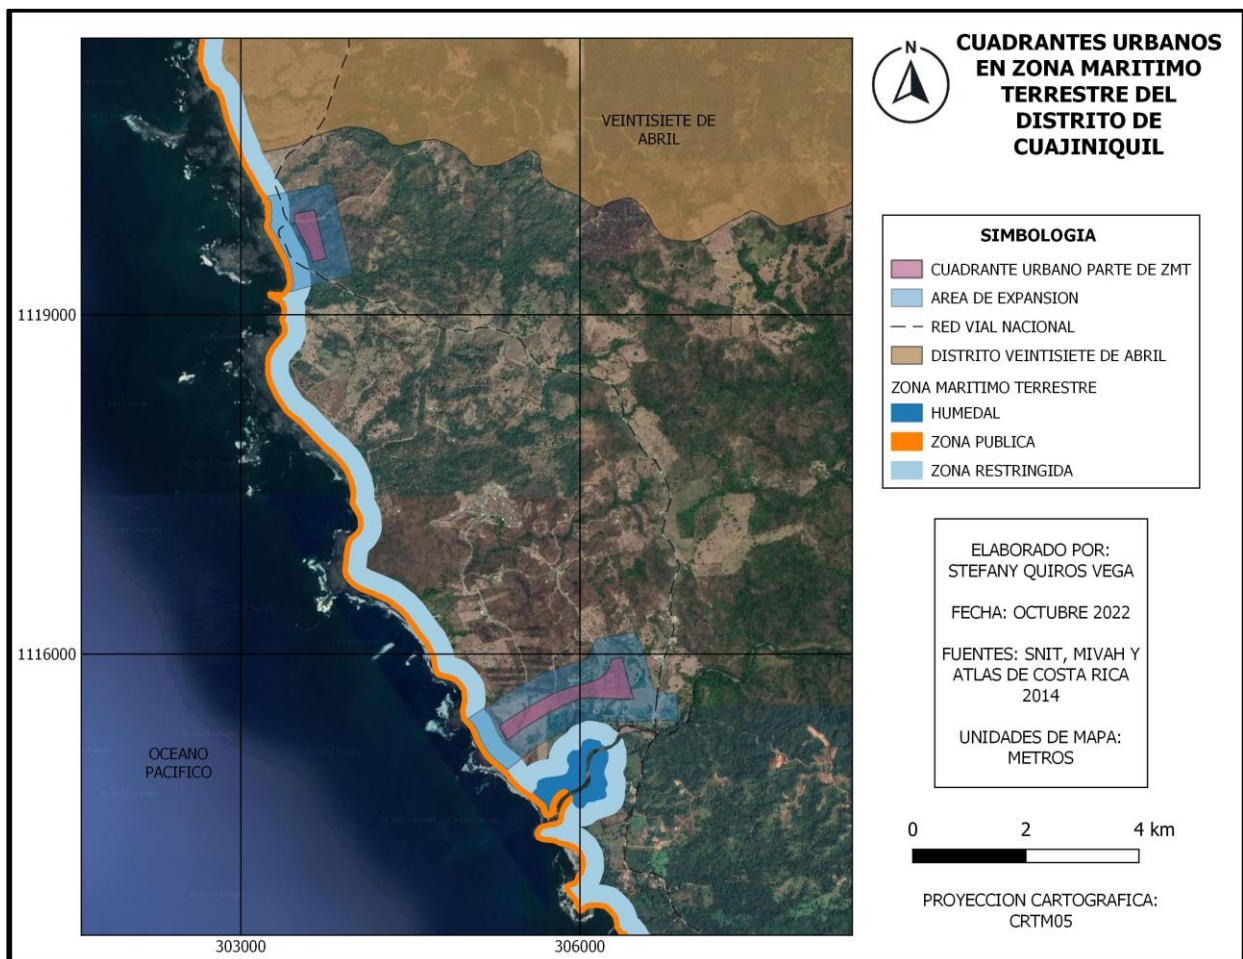 CUADRANTES URBANOS
EN ZONA MARITIMO
TERRESTRE DEL
DISTRITO DE
CUAJINIQUIL
N
VEINTISIETE DE
ABRIL
OCEANO
PACIFICO
1119000
1116000
303000
306000
SIMBOLOGIA
CUADRANTE URBANO PARTE DE ZMT
AREA DE EXPANSION
RED VIAL NACIONAL
DISTRITO VEINTISIETE DE ABRIL
ZONA MARITIMO TERRESTRE
HUMEDAL
ZONA PUBLICA
ZONA RESTRINGIDA
ELABORADO POR:
STEFANY QUIROS VEGA
FECHA: OCTUBRE 2022
FUENTES: SNIT, MIVAH Y
ATLAS DE COSTA RICA
2014
UNIDADES DE MAPA:
METROS
0 2 4 km
PROYECCION CARTOGRAFICA:
CRTM05